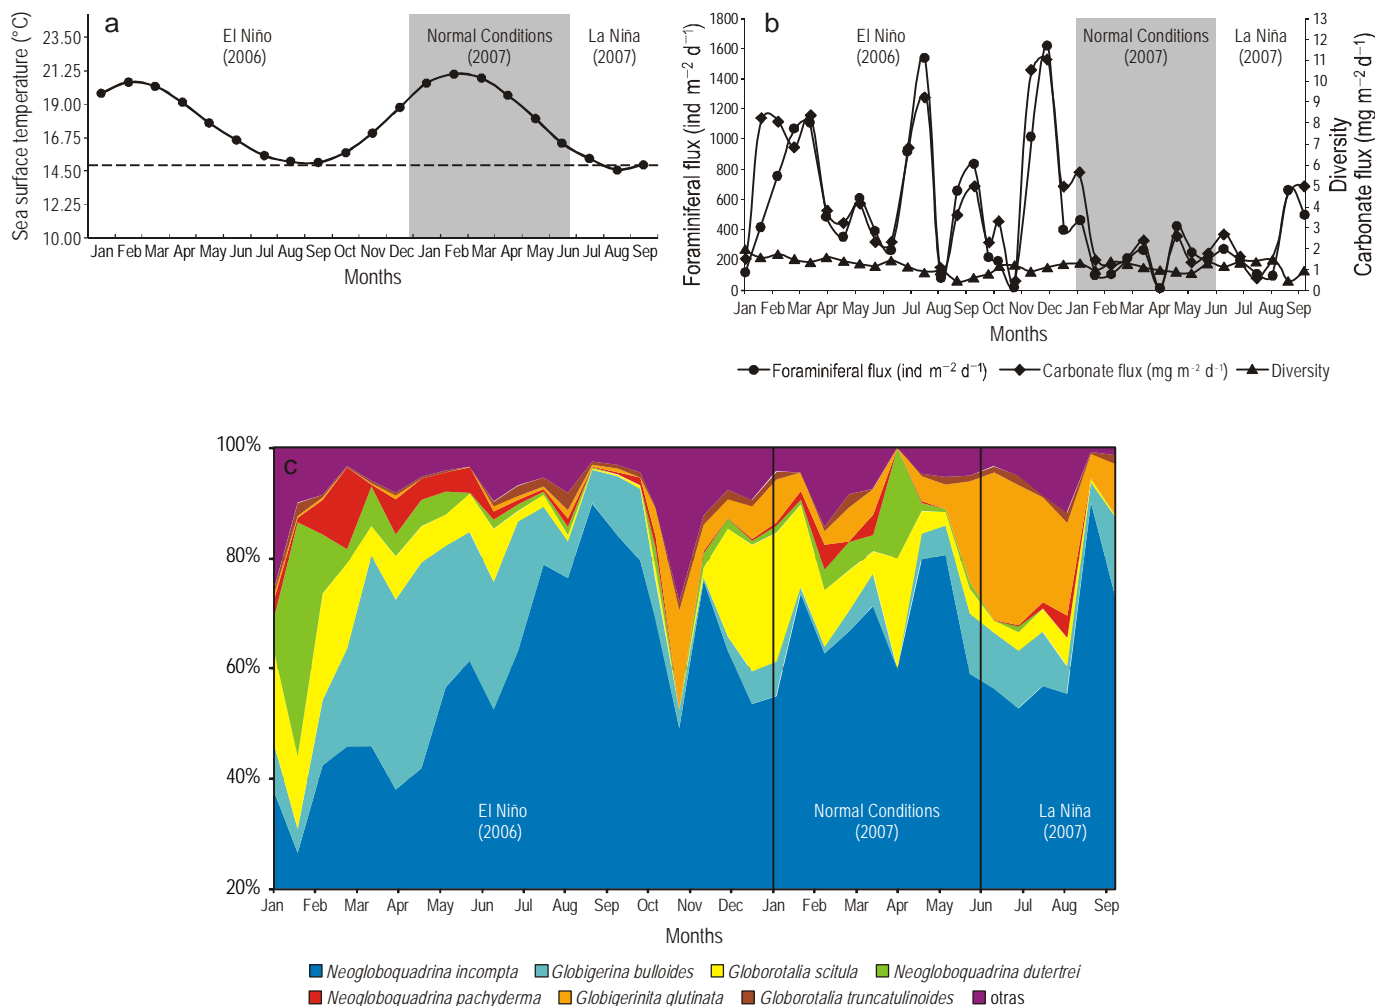 a
Sea surface temperature (°C)
23.50
21.25
19.00
16.75
14.50
12.25
10.00
El Niño
(2006)
Normal Conditions
(2007)
La Niña
(2007)
Jan Feb Mar Apr May Jun Jul Aug Sep Oct Nov Dec Jan Feb Mar Apr May Jun Jul Aug Sep
Months
b
Foraminiferal flux (ind m⁻² d⁻¹)
1800
1600
1400
1200
1000
800
600
400
200
0
El Niño
(2006)
Normal Conditions
(2007)
La Niña
(2007)
13
12
11
10
9
8
7
6
5
4
3
2
1
0
Diversity
Carbonate flux (mg m⁻² d⁻¹)
Jan Feb Mar Apr May Jun Jul Aug Sep Oct Nov Dec Jan Feb Mar Apr May Jun Jul Aug Sep
Months
Foraminiferal flux (ind m⁻² d⁻¹) Carbonate flux (mg m⁻² d⁻¹) Diversity
c
100%
80%
60%
40%
20%
El Niño
(2006)
Normal Conditions
(2007)
La Niña
(2007)
Jan Feb Mar Apr May Jun Jul Aug Sep Oct Nov Dec Jan Feb Mar Apr May Jun Jul Aug Sep
Months
Neogloboquadrina incompta Globigerina bulloides Globorotalia scitula Neogloboquadrina dutertrei
Neogloboquadrina pachyderma Globigerinita glutinata Globorotalia truncatulinoides otras